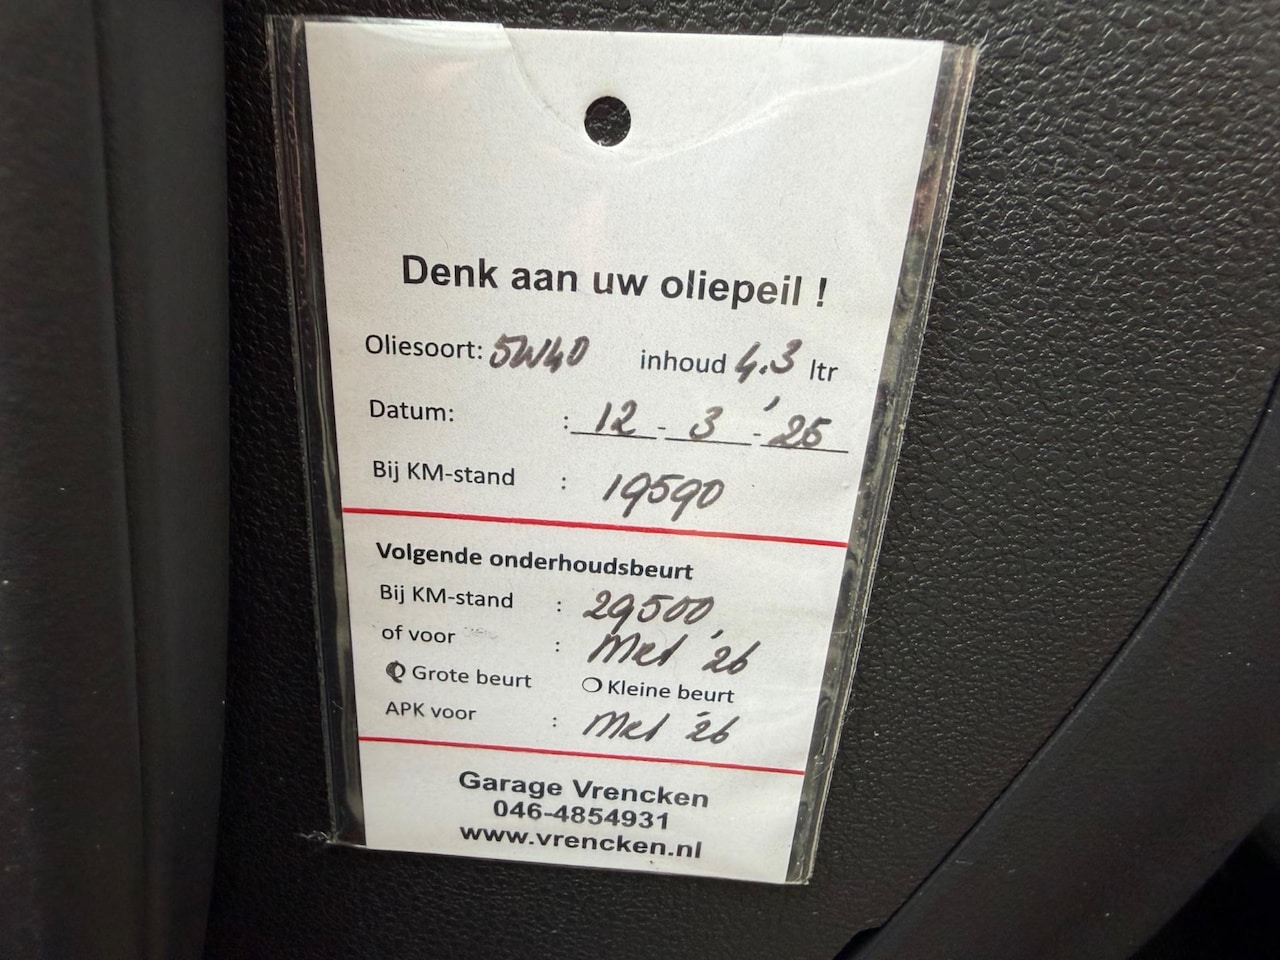 Denk aan uw oliepeil !
Oliesoort: 5W40 inhoud 4.3 ltr
Datum: : 12 - 3 - '25
Bij KM-stand : 19590
Volgende onderhoudsbeurt
Bij KM-stand : 29500
of voor : Mrt '26
Grote beurt Kleine beurt
APK voor : Mrt '26
Garage Vrencken
046-4854931
www.vrencken.nl